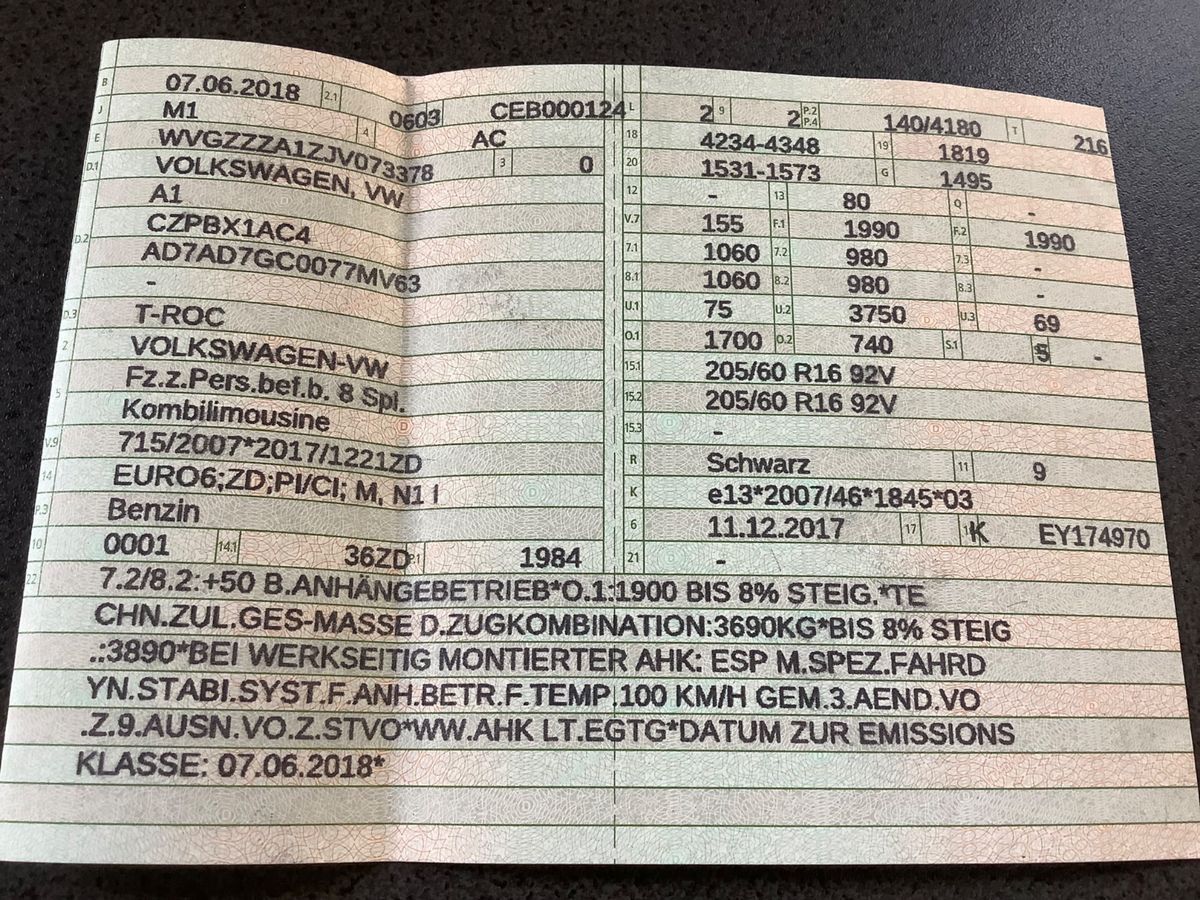 B 07.06.2018 2.1 0603 CEB000124
J M1 4 AC
E WVGZZZA1ZJV073378 3 0
D.1 VOLKSWAGEN, VW
A1
D.2 CZPBX1AC4
AD7AD7GC0077MV63
-
D.3 T-ROC
2 VOLKSWAGEN-VW
5 Fz.z.Pers.bef.b. 8 Spl.
Kombilimousine
V.9 715/2007*2017/1221ZD
14 EURO6;ZD;PI/CI; M, N1 I
P.3 Benzin
10 0001 14.1 36ZD P.1 1984
L 2 9 2 P.2 P.4 140/4180 T 216
18 4234-4348 19 1819
20 1531-1573 G 1495
12 - 13 80 Q -
V.7 155 F.1 1990 F.2 1990
7.1 1060 7.2 980 7.3 -
8.1 1060 8.2 980 8.3 -
U.1 75 U.2 3750 U.3 69
O.1 1700 O.2 740 S.1 5 -
15.1 205/60 R16 92V
15.2 205/60 R16 92V
15.3 -
R Schwarz 11 9
K e13*2007/46*1845*03
6 11.12.2017 17 K EY174970
21 -
22 7.2/8.2:+50 B.ANHÄNGEBETRIEB*O.1:1900 BIS 8% STEIG.*TE
CHN.ZUL.GES-MASSE D.ZUGKOMBINATION:3690KG*BIS 8% STEIG
.:3890*BEI WERKSEITIG MONTIERTER AHK: ESP M.SPEZ.FAHRD
YN.STABI.SYST.F.ANH.BETR.F.TEMP.100 KM/H GEM.3.AEND.VO
.Z.9.AUSN.VO.Z.STVO*WW.AHK LT.EGTG*DATUM ZUR EMISSIONS
KLASSE: 07.06.2018*